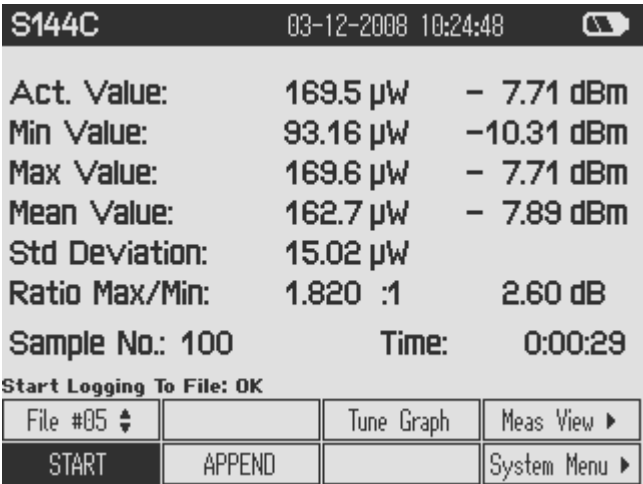 S144C 03-12-2008 10:24:48
Act. Value: 169.5 µW - 7.71 dBm
Min Value: 93.16 µW -10.31 dBm
Max Value: 169.6 µW - 7.71 dBm
Mean Value: 162.7 µW - 7.89 dBm
Std Deviation: 15.02 µW
Ratio Max/Min: 1.820 :1 2.60 dB
Sample No.: 100 Time: 0:00:29
Start Logging To File: OK
File #05 Tune Graph Meas View
START APPEND System Menu